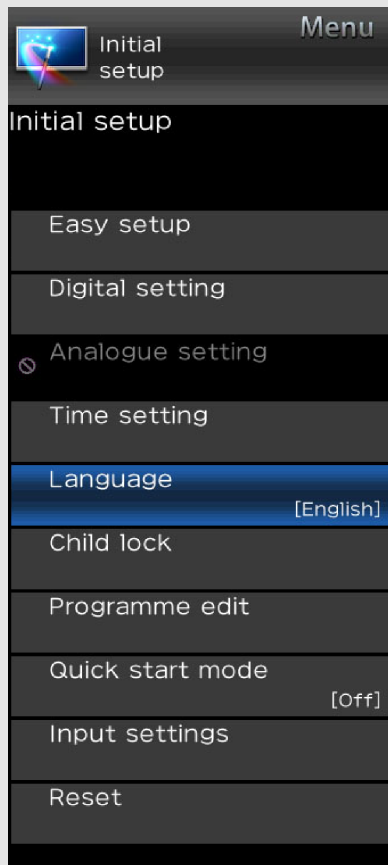 Menu
Initial
setup
Initial setup
Easy setup
Digital setting
Analogue setting
Time setting
Language
[English]
Child lock
Programme edit
Quick start mode
[Off]
Input settings
Reset